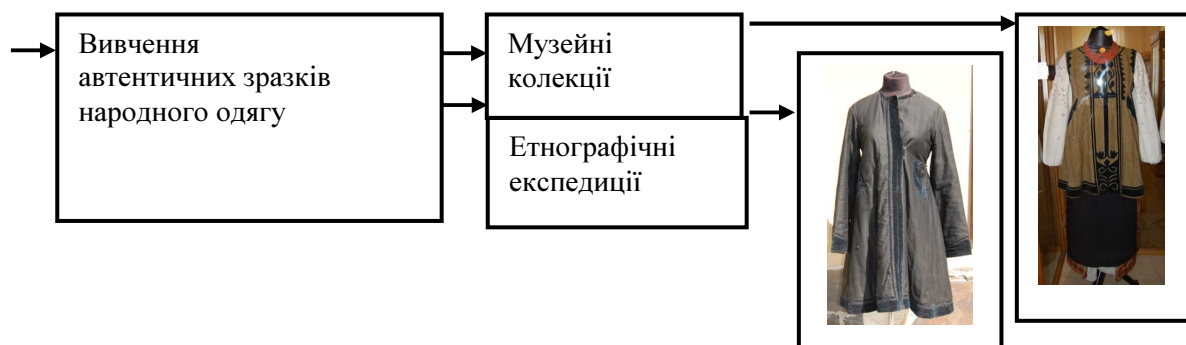 Вивчення
автентичних зразків
народного одягу
Музейні
колекції
Етнографічні
експедиції